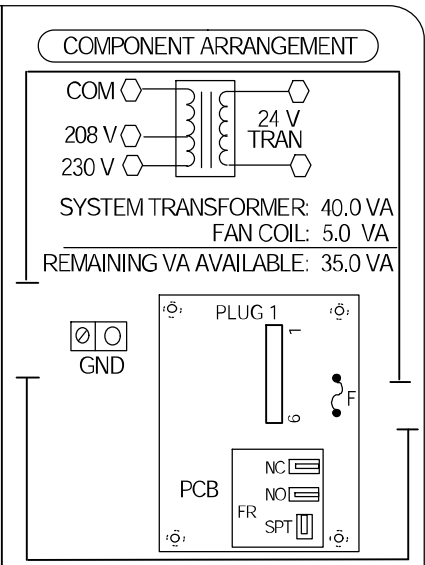 COMPONENT ARRANGEMENT
COM
208 V
230 V
24 V
TRAN
SYSTEM TRANSFORMER: 40.0 VA
FAN COIL: 5.0 VA
REMAINING VA AVAILABLE: 35.0 VA
GND
PLUG 1
1
6
F
PCB
NC
NO
FR
SPT